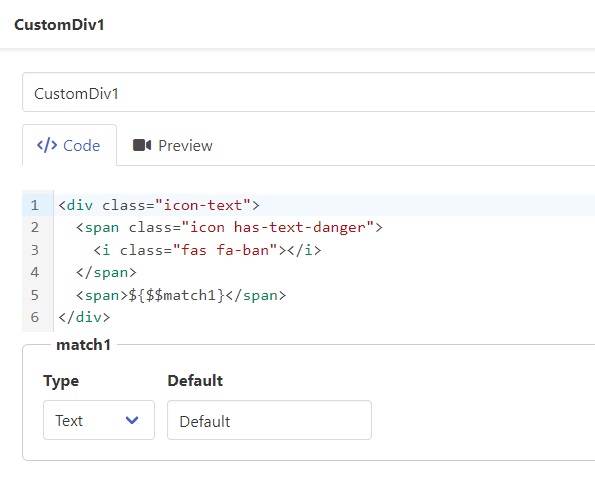 CustomDiv1
CustomDiv1
</> Code Preview
1 <div class="icon-text">
2   <span class="icon has-text-danger">
3     <i class="fas fa-ban"></i>
4   </span>
5   <span>${$$match1}</span>
6 </div>
match1
Type Default
Text Default